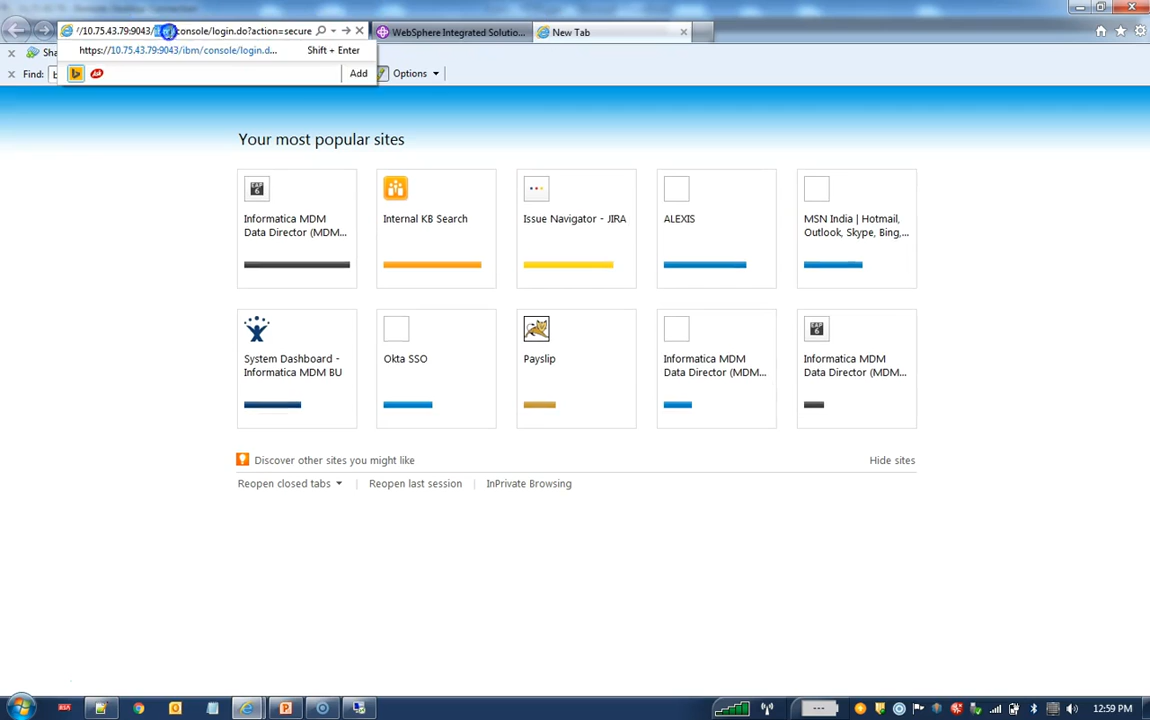 //10.75.43.79:9043/ibm/console/login.do?action=secure
WebSphere Integrated Solutio...
New Tab
https://10.75.43.79:9043/ibm/console/login.d...
Shift + Enter
Sha
Find:
Add
Options
Your most popular sites
Informatica MDM
Data Director (MDM...
Internal KB Search
Issue Navigator - JIRA
ALEXIS
MSN India | Hotmail,
Outlook, Skype, Bing,...
System Dashboard -
Informatica MDM BU
Okta SSO
Payslip
Informatica MDM
Data Director (MDM...
Informatica MDM
Data Director (MDM...
Discover other sites you might like
Hide sites
Reopen closed tabs
Reopen last session
InPrivate Browsing
12:59 PM